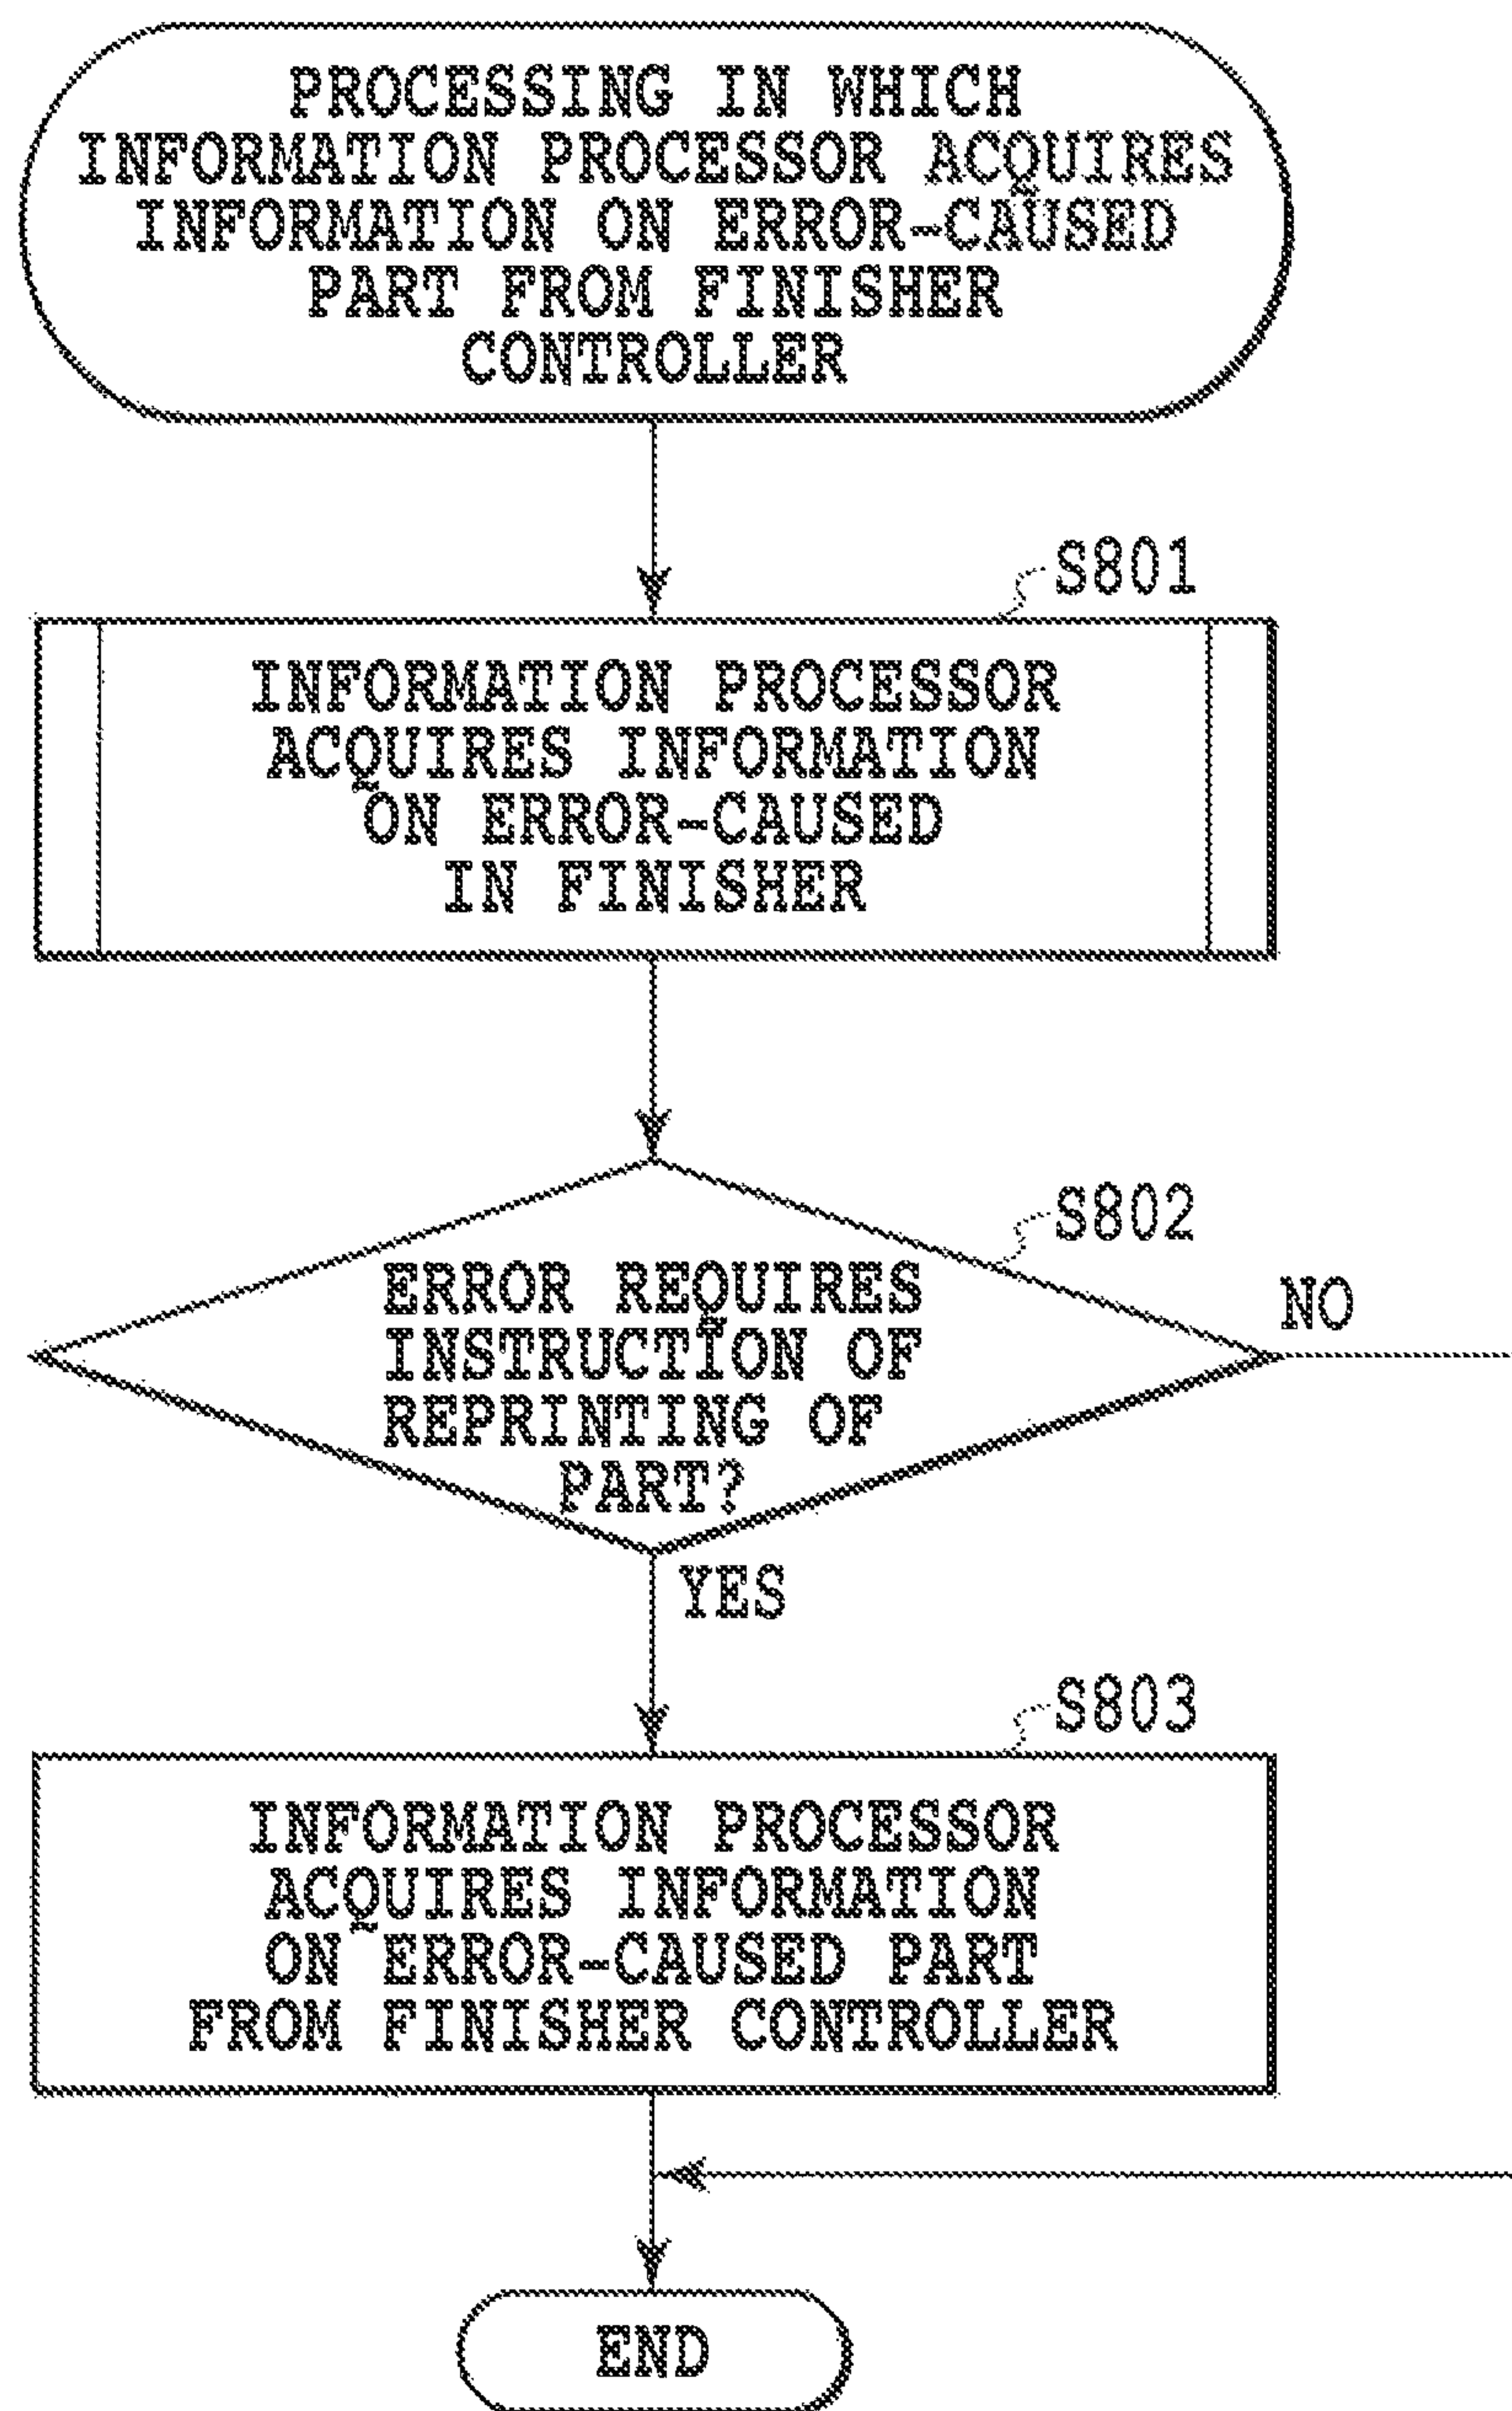 PROCESSING IN WHICH
INFORMATION PROCESSOR ACQUIRES
INFORMATION ON ERROR-CAUSED
PART FROM FINISHER
CONTROLLER
S801
INFORMATION PROCESSOR
ACQUIRES INFORMATION
ON ERROR-CAUSED
IN FINISHER
S802
ERROR REQUIRES
INSTRUCTION OF
REPRINTING OF
PART?
NO
YES
S803
INFORMATION PROCESSOR
ACQUIRES INFORMATION
ON ERROR-CAUSED PART
FROM FINISHER CONTROLLER
END